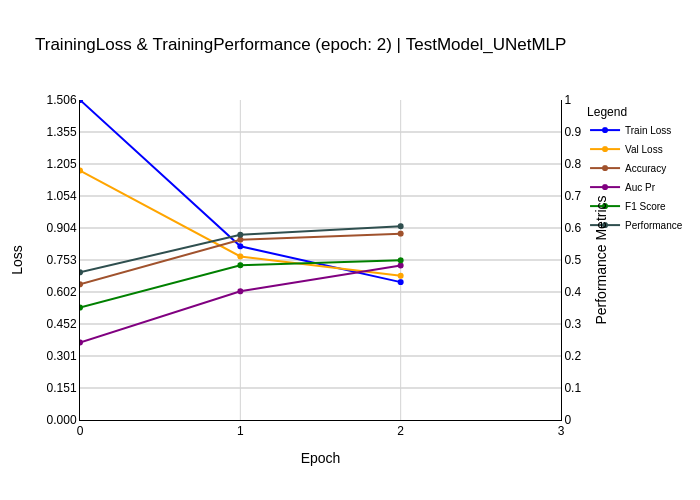 TrainingLoss & TrainingPerformance (epoch: 2) | TestModel_UNetMLP
1.506
1.355
1.205
1.054
0.904
0.753
0.602
0.452
0.301
0.151
0.000
Loss
0
1
2
3
Epoch
1
0.9
0.8
0.7
0.6
0.5
0.4
0.3
0.2
0.1
0
Performance Metrics
Legend
Train Loss
Val Loss
Accuracy
Auc Pr
F1 Score
Performance